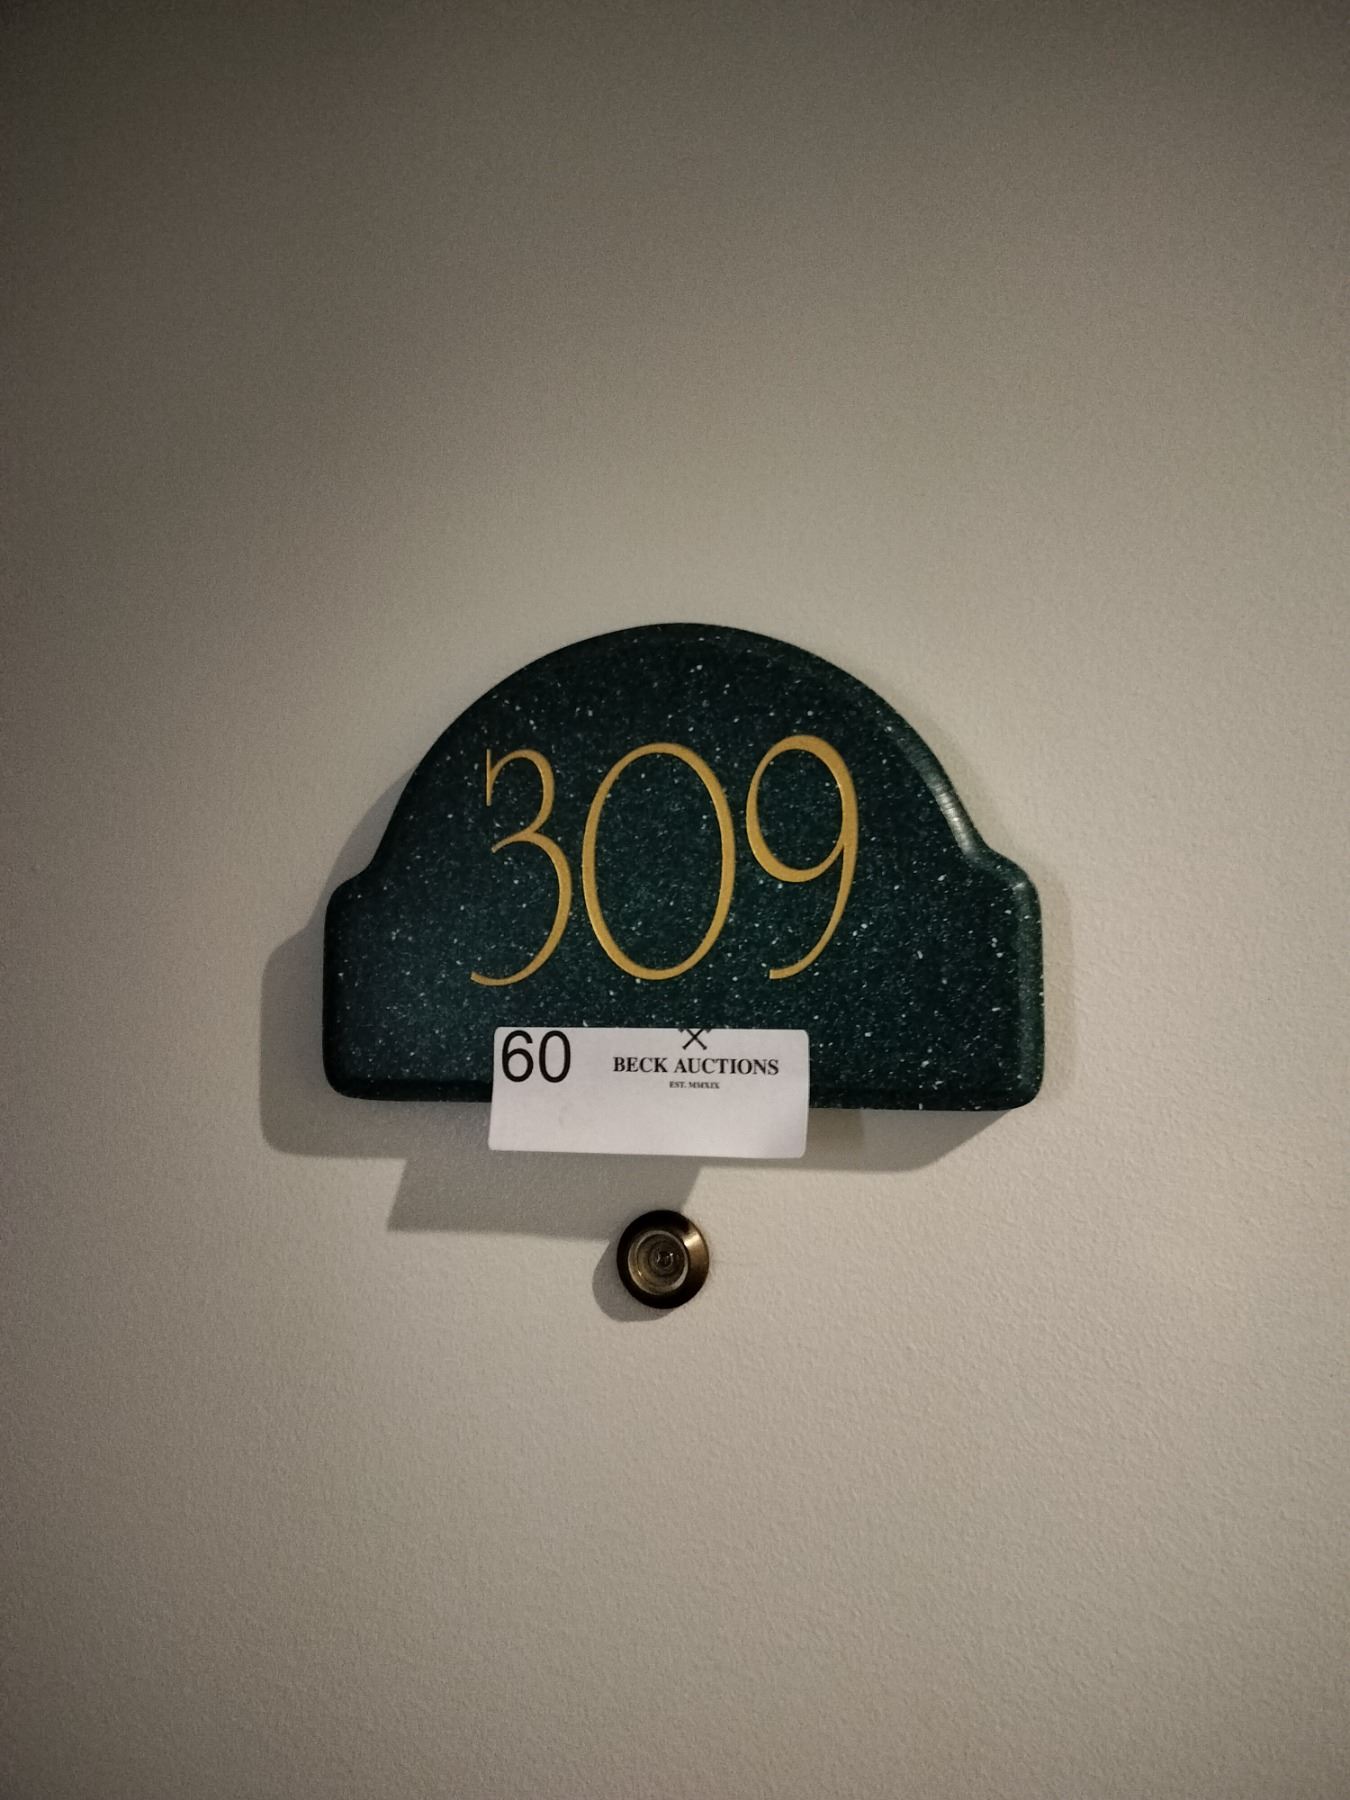 309
60
BECK AUCTIONS
EST. MMXIX